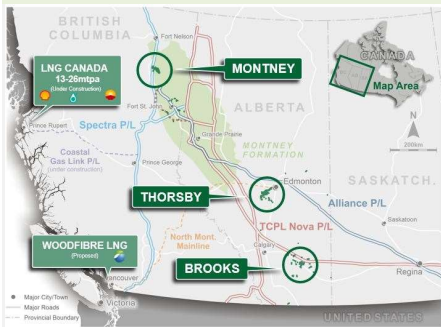 BRITISH
COLUMBIA
Fort Nelson
LNG CANADA
13-26mtpa
(Under Construction)
MONTNEY
CANADA
Map Area
N
200km
Fort St. John
ALBERTA
Prince Rupert
Spectra P/L
Grande Prairie
Coastal
Gas Link P/L
(under construction)
Prince George
MONTNEY
FORMATION
SASKATCH.
Edmonton
THORSBY
Alliance P/L
Saskatoon
WOODFIBRE LNG
(Proposed)
North Mont.
Mainline
TCPL Nova P/L
Calgary
BROOKS
Regina
Vancouver
Victoria
Major City/Town
Major Roads
Provincial Boundary
UNITED STATES